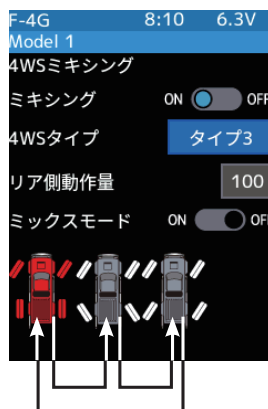 F-4G 8:10 6.3V
Model 1
4WSミキシング
ミキシング ON OFF
4WSタイプ タイプ3
リア側動作量 100
ミックスモード ON OF